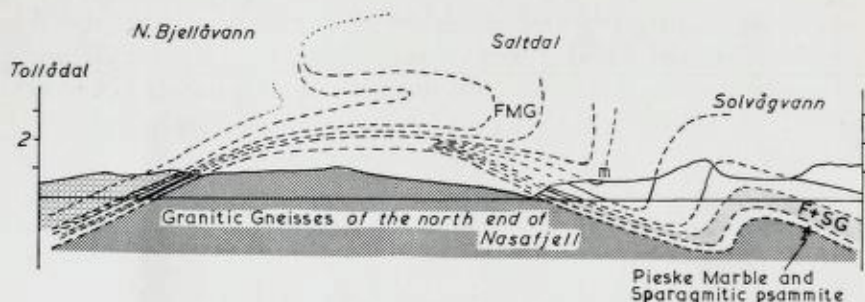 N. Bjellåvann
Saltdal
Tollådal
Solvågvann
FMG
2
m
Granitic Gneisses of the north end of
Nasafjell
F+SG
Pieske Marble and
Sparagmitic psammite